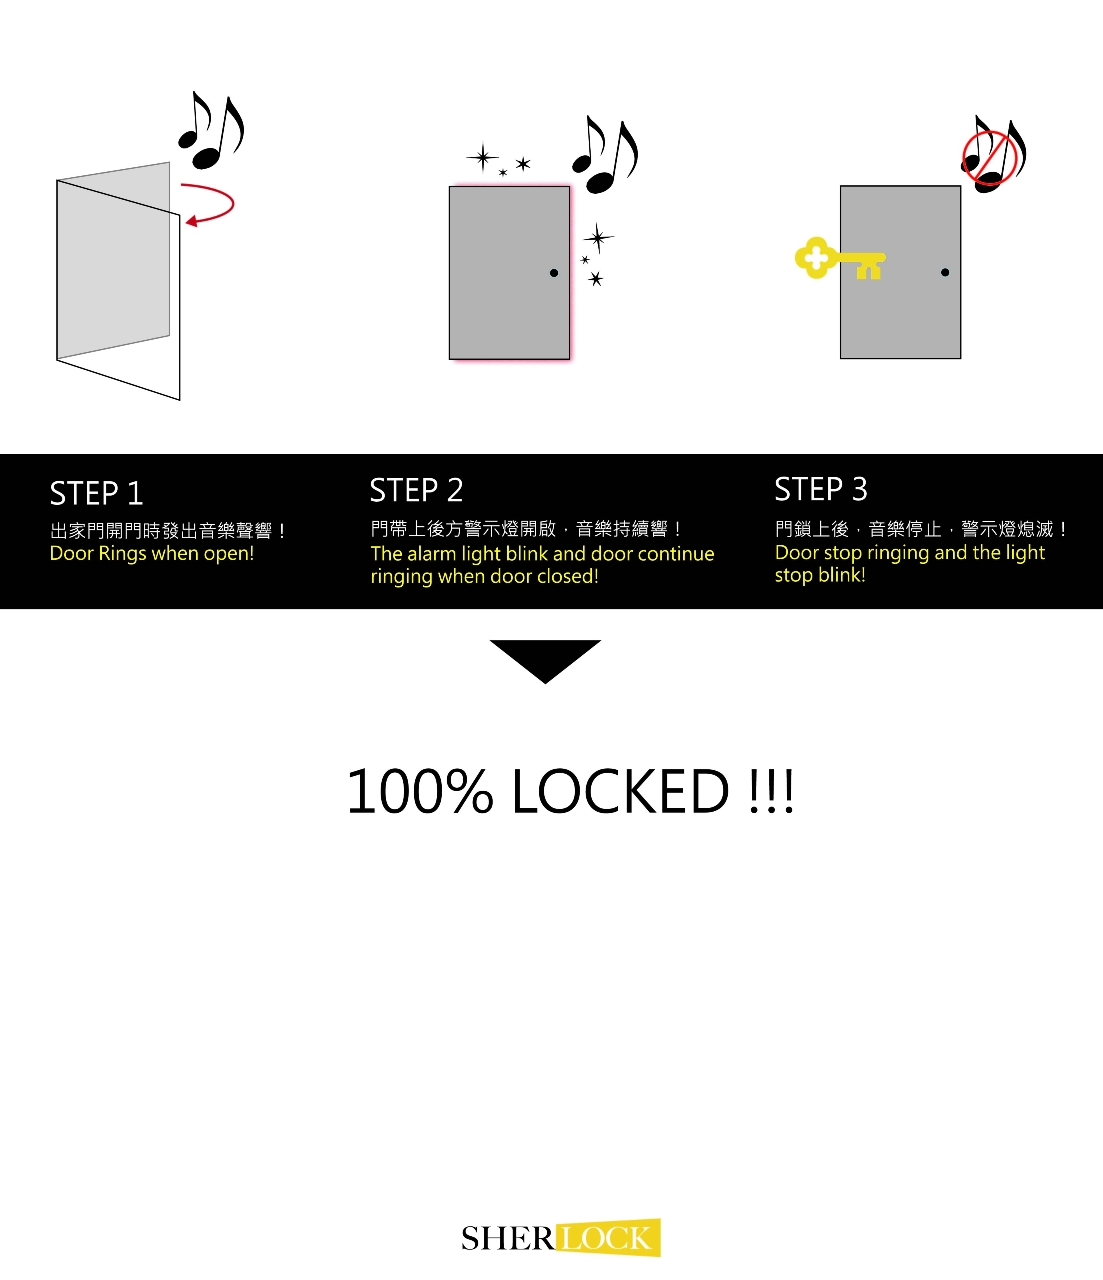 STEP 1
出家門開門時發出音樂聲響！
Door Rings when open!
STEP 2
門帶上後方警示燈開啟，音樂持續響！
The alarm light blink and door continue
ringing when door closed!
STEP 3
門鎖上後，音樂停止，警示燈熄滅！
Door stop ringing and the light
stop blink!
100% LOCKED !!!
SHERLOCK